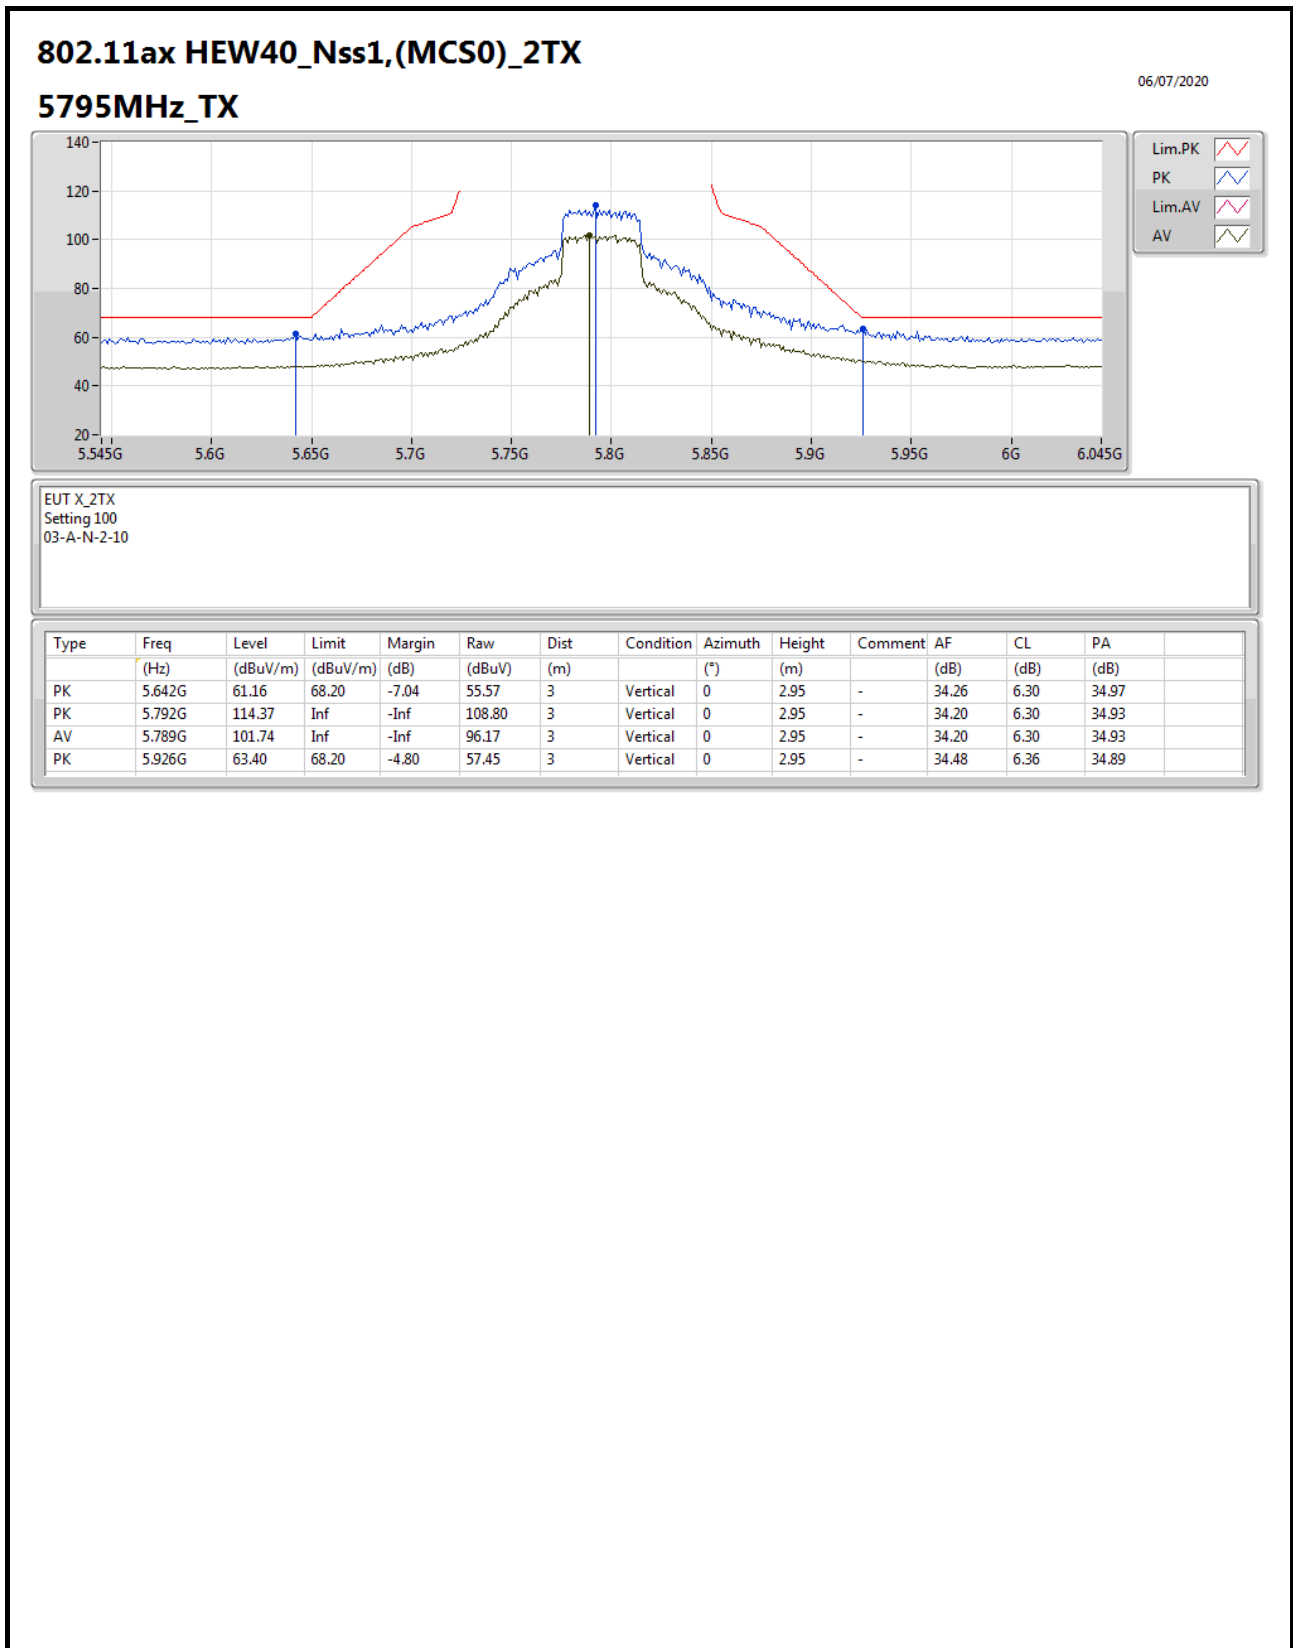 802.11ax HEW40_Nss1,(MCS0)_2TX
06/07/2020
5795MHz_TX
140
120
100
80
60
40
20
5.545G 5.6G 5.65G 5.7G 5.75G 5.8G 5.85G 5.9G 5.95G 6G 6.045G
Lim.PK
PK
Lim.AV
AV
EUT X_2TX
Setting 100
03-A-N-2-10
Type Freq Level Limit Margin Raw Dist Condition Azimuth Height Comment AF CL PA
(Hz) (dBuV/m) (dBuV/m) (dB) (dBuV) (m) (°) (m) (dB) (dB) (dB)
PK 5.642G 61.16 68.20 -7.04 55.57 3 Vertical 0 2.95 - 34.26 6.30 34.97
PK 5.792G 114.37 Inf -Inf 108.80 3 Vertical 0 2.95 - 34.20 6.30 34.93
AV 5.789G 101.74 Inf -Inf 96.17 3 Vertical 0 2.95 - 34.20 6.30 34.93
PK 5.926G 63.40 68.20 -4.80 57.45 3 Vertical 0 2.95 - 34.48 6.36 34.89